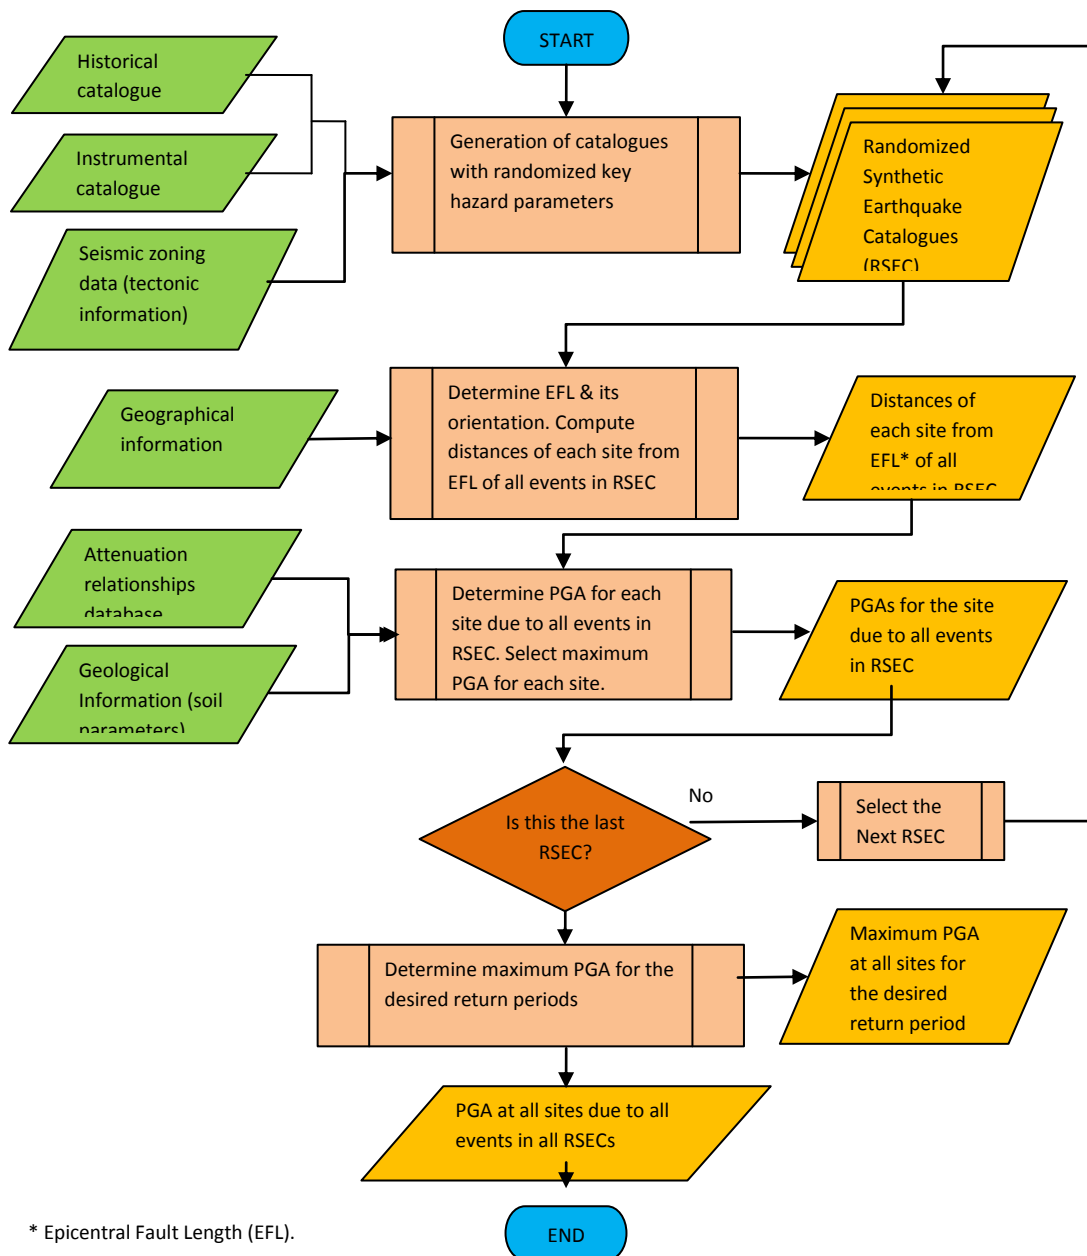 START
Historical
catalogue
Instrumental
catalogue
Seismic zoning
data (tectonic
information)
Generation of catalogues
with randomized key
hazard parameters
Randomized
Synthetic
Earthquake
Catalogues
(RSEC)
Geographical
information
Determine EFL & its
orientation. Compute
distances of each site from
EFL of all events in RSEC
Distances of
each site from
EFL* of all
events in RSEC
Attenuation
relationships
database
Geological
Information (soil
parameters)
Determine PGA for each
site due to all events in
RSEC. Select maximum
PGA for each site.
PGAs for the site
due to all events
in RSEC
Is this the last
RSEC?
No
Select the
Next RSEC
Determine maximum PGA for the
desired return periods
Maximum PGA
at all sites for
the desired
return period
PGA at all sites due to all
events in all RSECs
* Epicentral Fault Length (EFL).
END